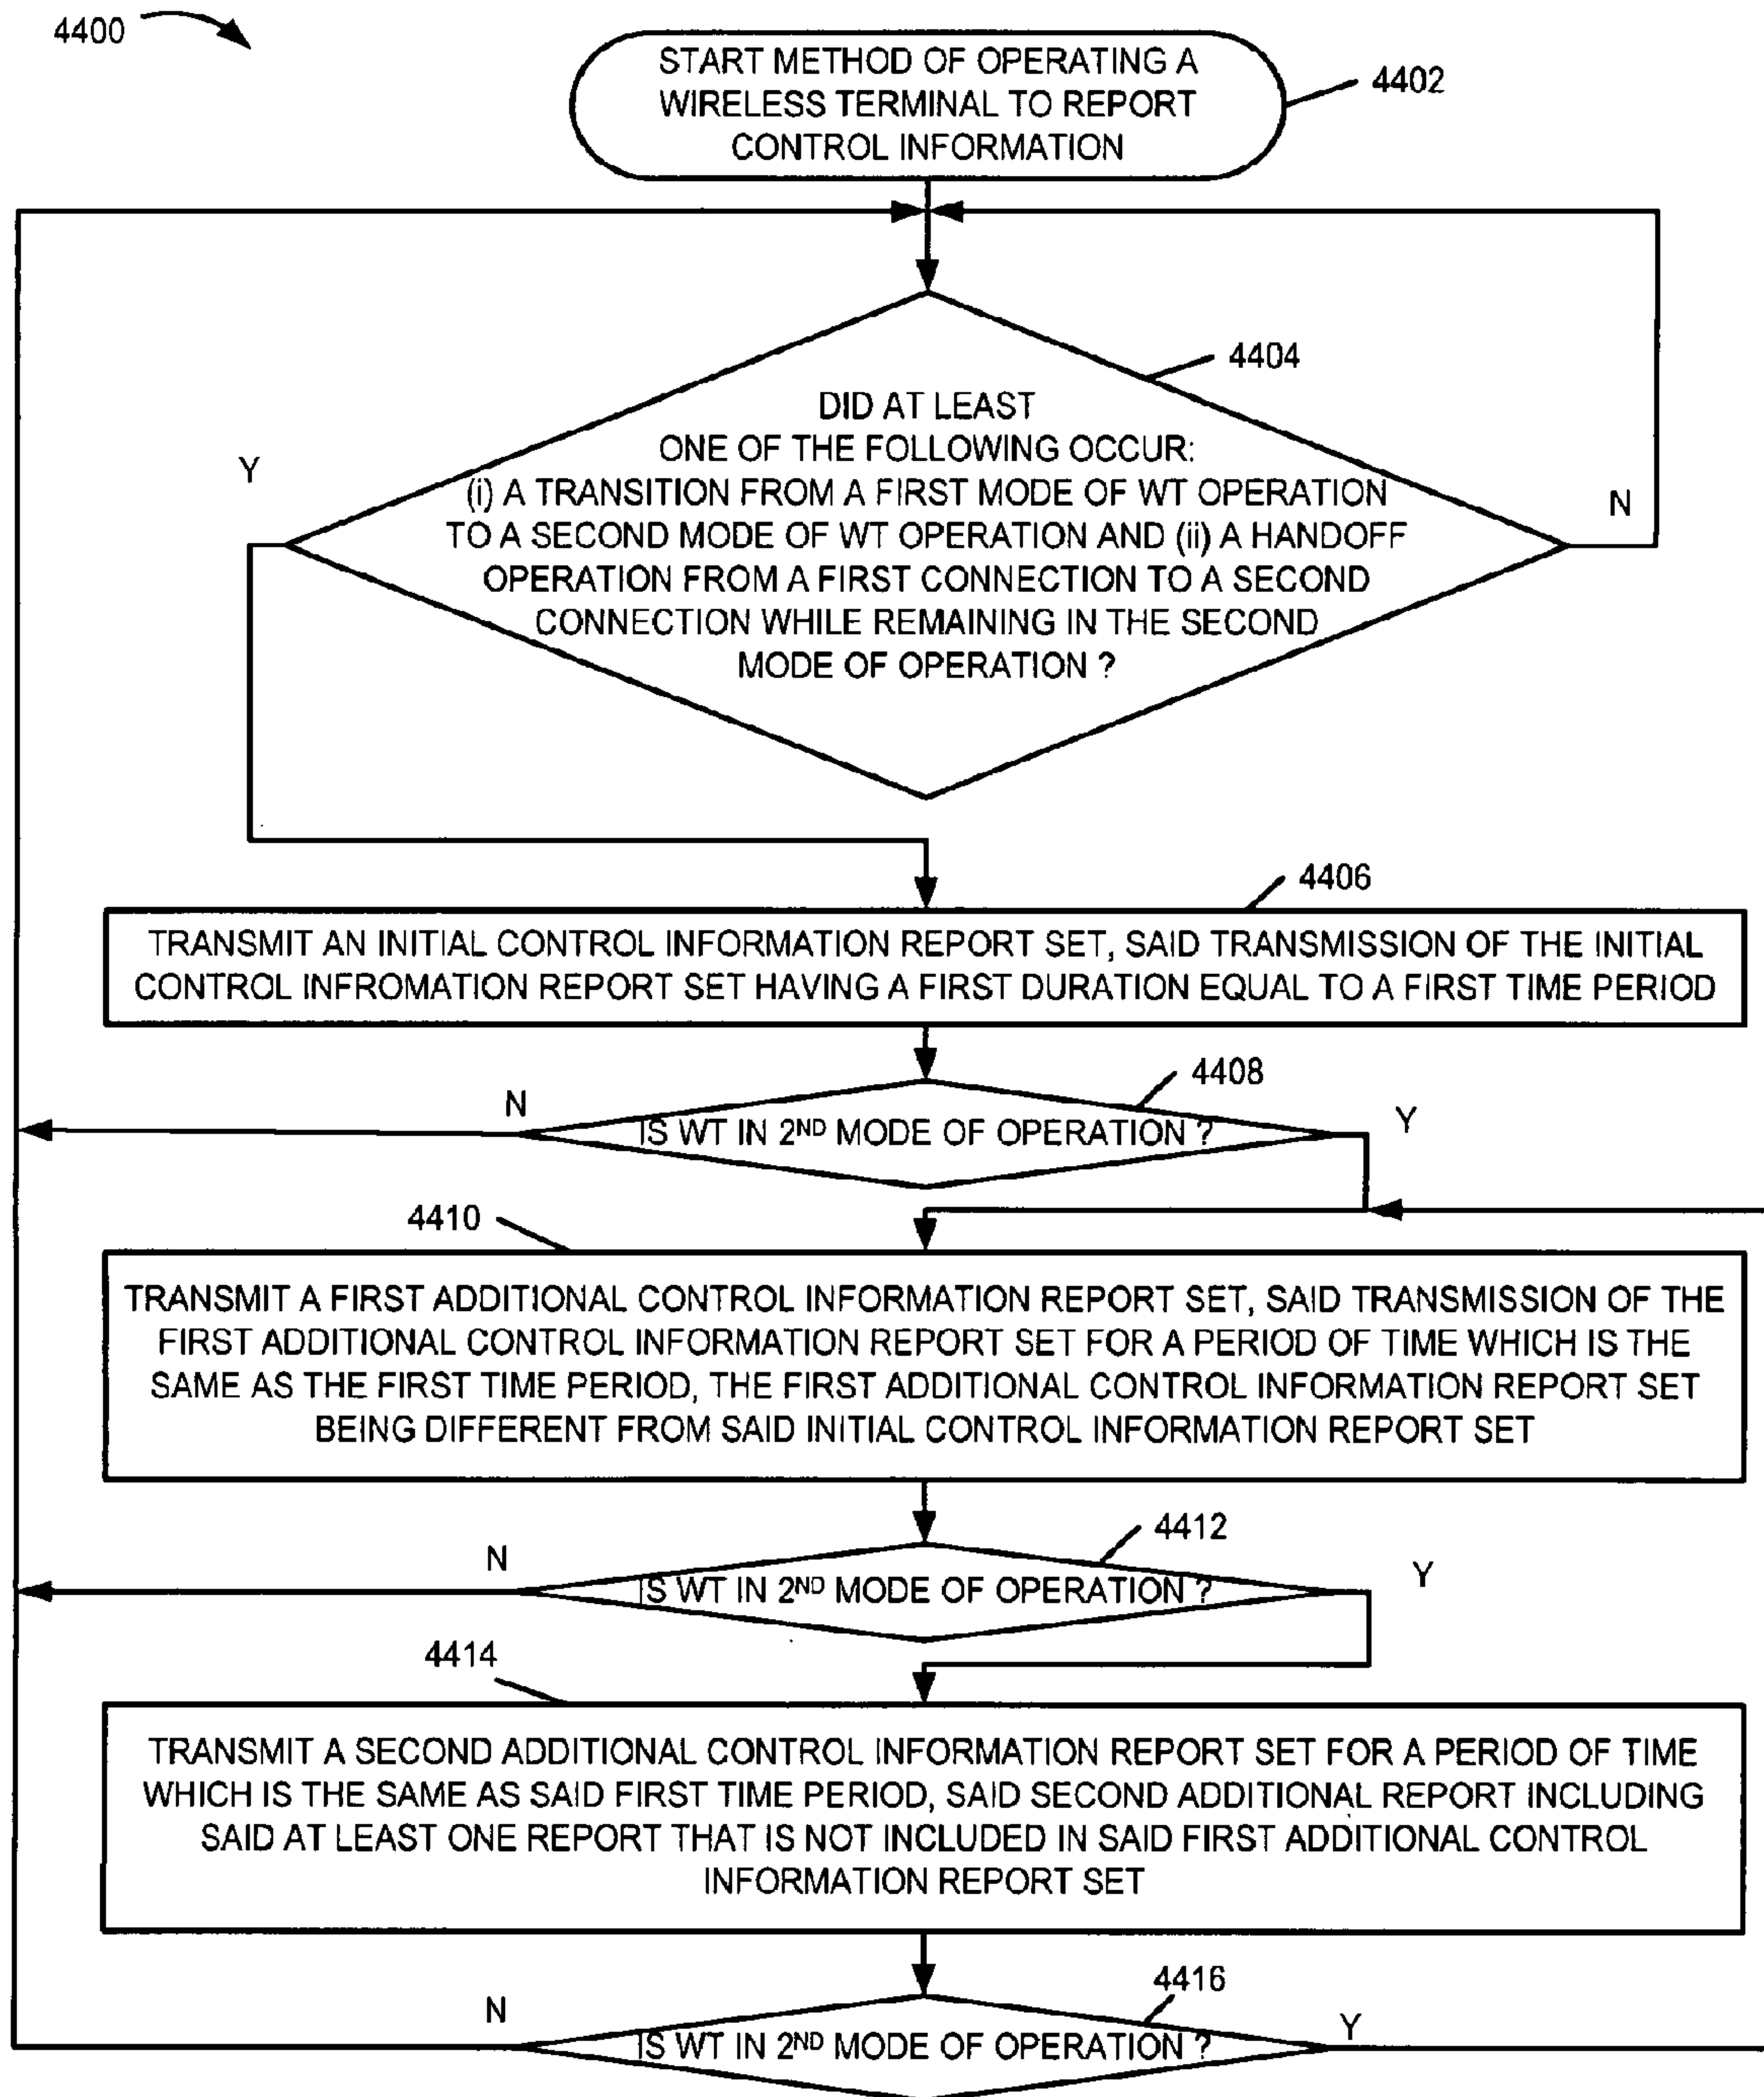 4400
START METHOD OF OPERATING A
WIRELESS TERMINAL TO REPORT
CONTROL INFORMATION
4402
4404
DID AT LEAST
ONE OF THE FOLLOWING OCCUR:
(i) A TRANSITION FROM A FIRST MODE OF WT OPERATION
TO A SECOND MODE OF WT OPERATION AND (ii) A HANDOFF
OPERATION FROM A FIRST CONNECTION TO A SECOND
CONNECTION WHILE REMAINING IN THE SECOND
MODE OF OPERATION ?
Y
N
4406
TRANSMIT AN INITIAL CONTROL INFORMATION REPORT SET, SAID TRANSMISSION OF THE INITIAL
CONTROL INFROMATION REPORT SET HAVING A FIRST DURATION EQUAL TO A FIRST TIME PERIOD
4408
N
IS WT IN 2ND MODE OF OPERATION ?
Y
4410
TRANSMIT A FIRST ADDITIONAL CONTROL INFORMATION REPORT SET, SAID TRANSMISSION OF THE
FIRST ADDITIONAL CONTROL INFORMATION REPORT SET FOR A PERIOD OF TIME WHICH IS THE
SAME AS THE FIRST TIME PERIOD, THE FIRST ADDITIONAL CONTROL INFORMATION REPORT SET
BEING DIFFERENT FROM SAID INITIAL CONTROL INFORMATION REPORT SET
4412
N
IS WT IN 2ND MODE OF OPERATION ?
Y
4414
TRANSMIT A SECOND ADDITIONAL CONTROL INFORMATION REPORT SET FOR A PERIOD OF TIME
WHICH IS THE SAME AS SAID FIRST TIME PERIOD, SAID SECOND ADDITIONAL REPORT INCLUDING
SAID AT LEAST ONE REPORT THAT IS NOT INCLUDED IN SAID FIRST ADDITIONAL CONTROL
INFORMATION REPORT SET
4416
N
IS WT IN 2ND MODE OF OPERATION ?
Y